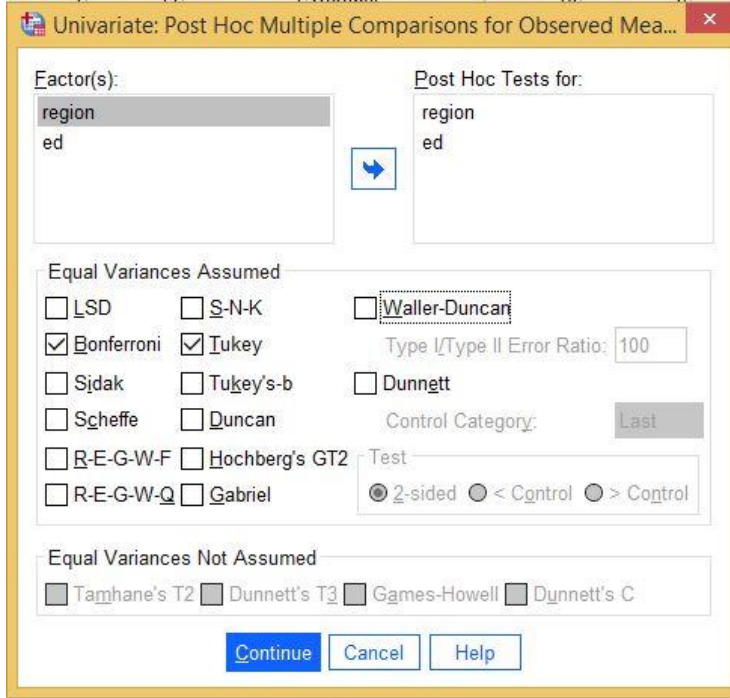 Univariate: Post Hoc Multiple Comparisons for Observed Mea...
Factor(s):
Post Hoc Tests for:
region
ed
region
ed
Equal Variances Assumed
LSD
S-N-K
Waller-Duncan
Bonferroni
Tukey
Type I/Type II Error Ratio: 100
Sidak
Tukey's-b
Dunnett
Scheffe
Duncan
Control Category: Last
R-E-G-W-F
Hochberg's GT2
Test
R-E-G-W-Q
Gabriel
2-sided
< Control
> Control
Equal Variances Not Assumed
Tamhane's T2
Dunnett's T3
Games-Howell
Dunnett's C
Continue
Cancel
Help